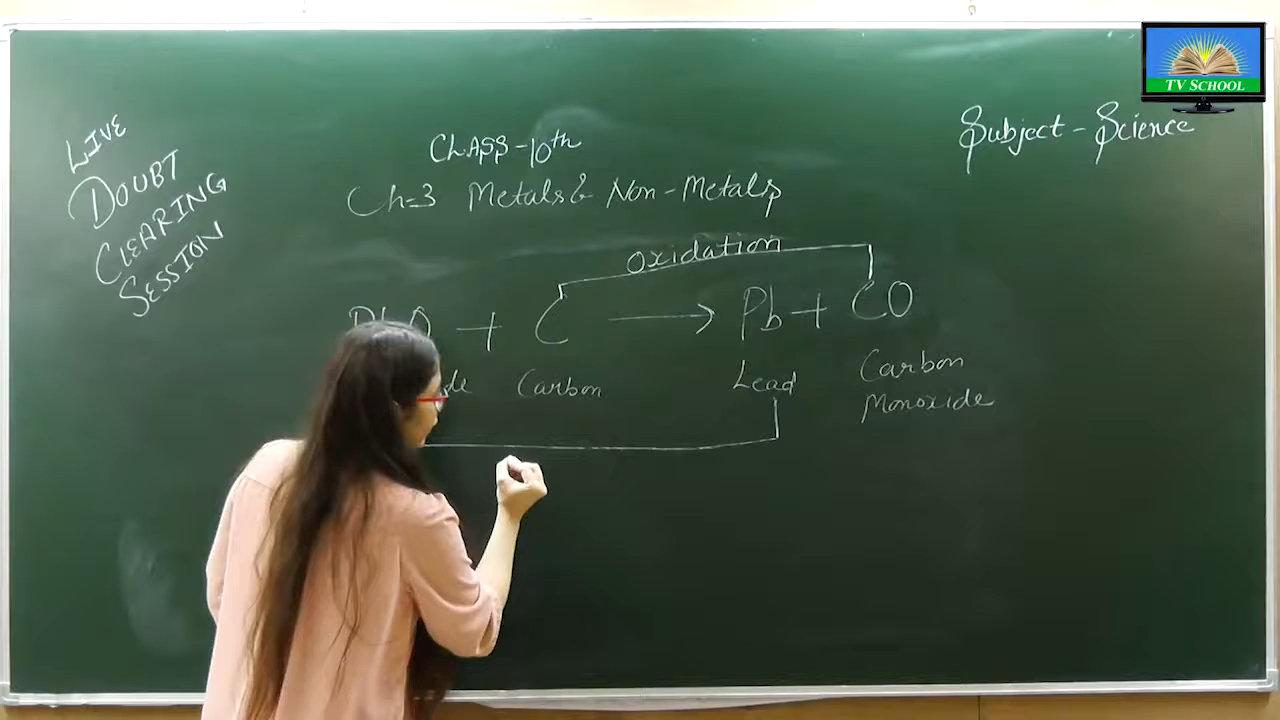 TV SCHOOL
LIVE
DOUBT
CLEARING
SESSION
CLASS-10th
Subject - Science
Ch-3 Metals & Non-Metals
Oxidation
PbO + C → Pb + CO
Carbon Lead Carbon
Monoxide